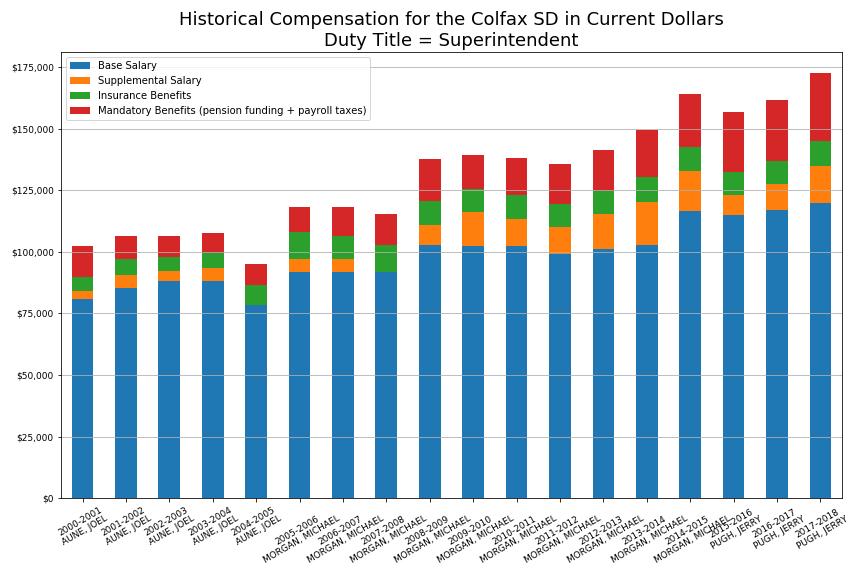 Historical Compensation for the Colfax SD in Current Dollars
Duty Title = Superintendent
Base Salary
Supplemental Salary
Insurance Benefits
Mandatory Benefits (pension funding + payroll taxes)
$175,000
$150,000
$125,000
$100,000
$75,000
$50,000
$25,000
$0
2000-2001
AUNE, JOEL
2001-2002
AUNE, JOEL
2002-2003
AUNE, JOEL
2003-2004
AUNE, JOEL
2004-2005
AUNE, JOEL
2005-2006
MORGAN, MICHAEL
2006-2007
MORGAN, MICHAEL
2007-2008
MORGAN, MICHAEL
2008-2009
MORGAN, MICHAEL
2009-2010
MORGAN, MICHAEL
2010-2011
MORGAN, MICHAEL
2011-2012
MORGAN, MICHAEL
2012-2013
MORGAN, MICHAEL
2013-2014
MORGAN, MICHAEL
2014-2015
MORGAN, MICHAEL
2015-2016
PUGH, JERRY
2016-2017
PUGH, JERRY
2017-2018
PUGH, JERRY